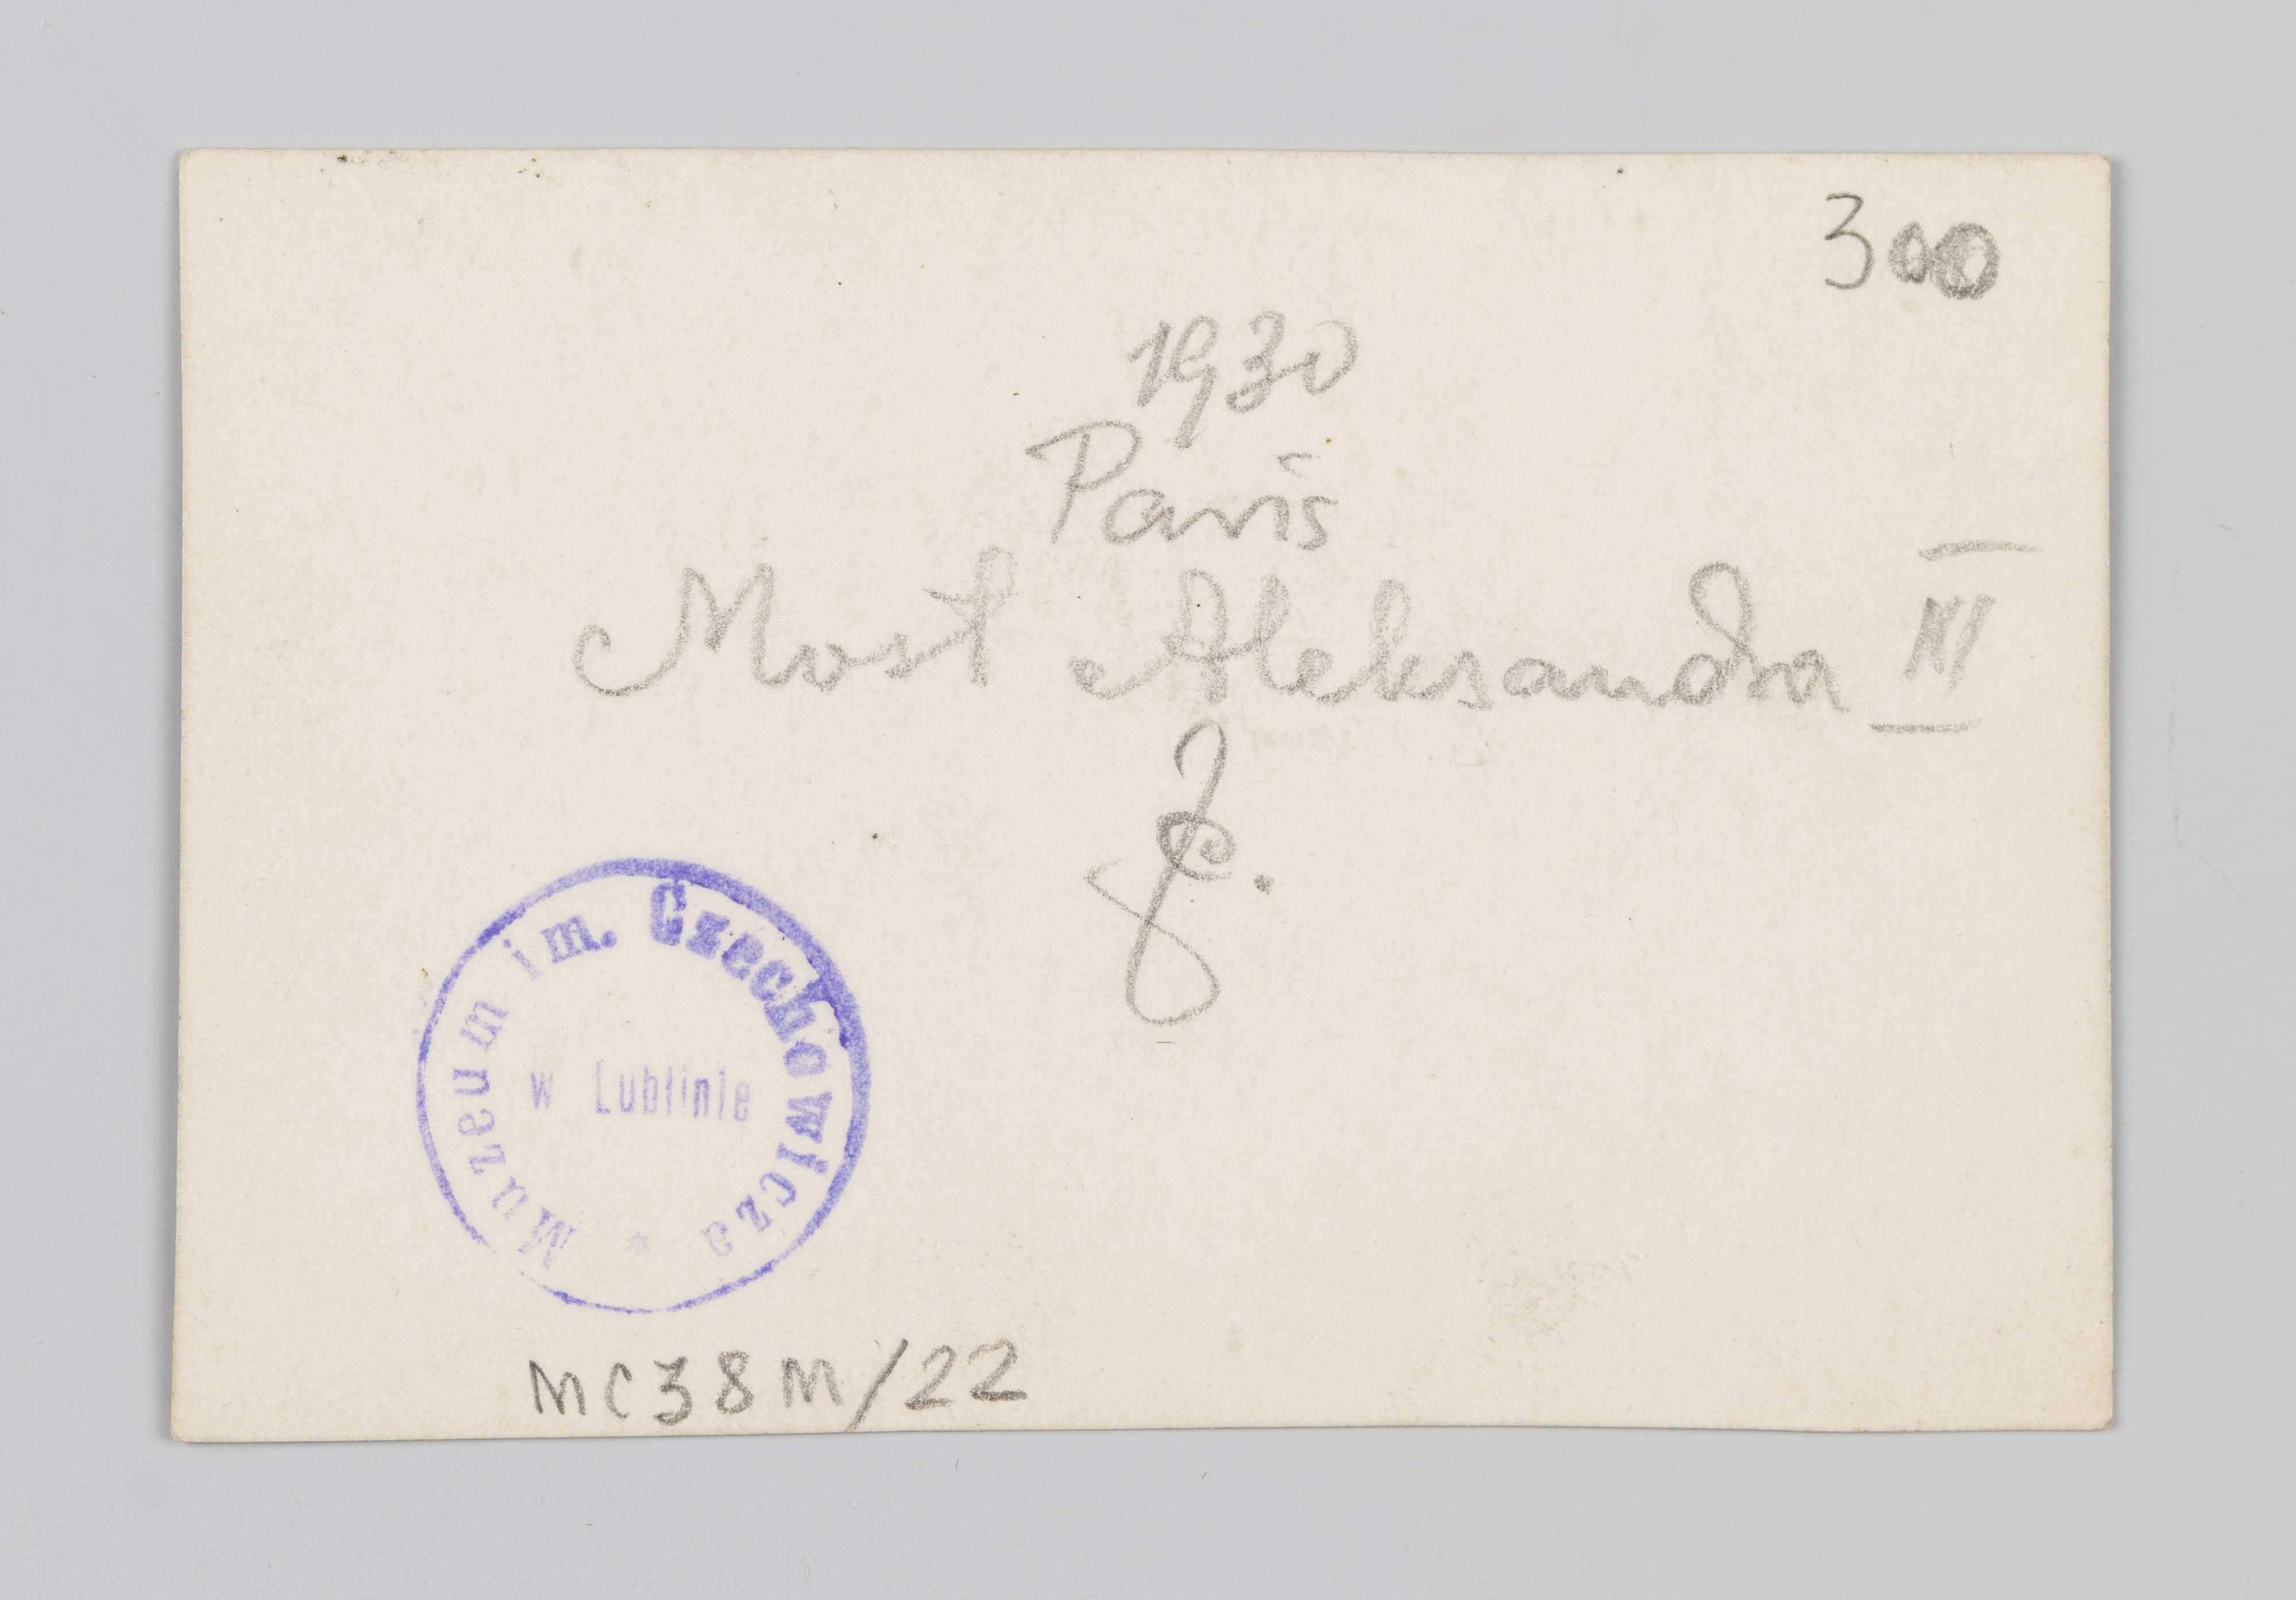 300
1930
Paris
Most Aleksandra III
Muzeum im. Czechowicza *
w Lublinie
MC38M/22